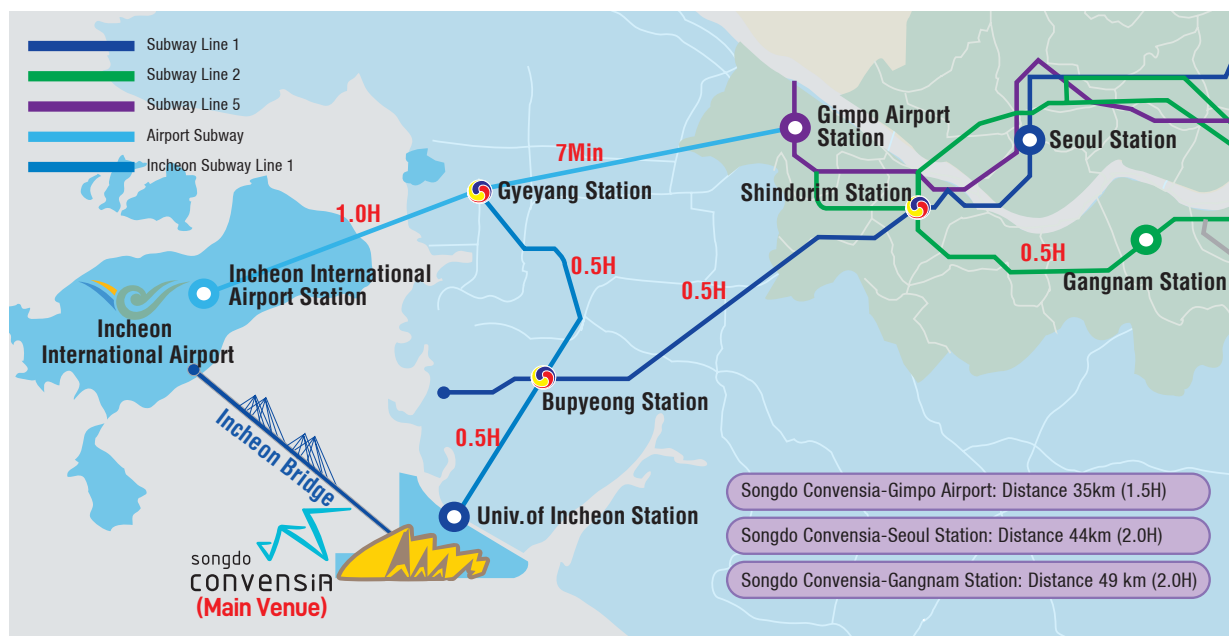 Subway Line 1
Subway Line 2
Subway Line 5
Airport Subway
Incheon Subway Line 1
Gimpo Airport
Station
Seoul Station
7Min
Gyeyang Station
Shindorim Station
1.0H
0.5H
0.5H
0.5H
Gangnam Station
Incheon International
Airport Station
Incheon
International Airport
Bupyeong Station
Incheon Bridge
0.5H
Univ.of Incheon Station
songdo
convensia
(Main Venue)
Songdo Convensia-Gimpo Airport: Distance 35km (1.5H)
Songdo Convensia-Seoul Station: Distance 44km (2.0H)
Songdo Convensia-Gangnam Station: Distance 49 km (2.0H)